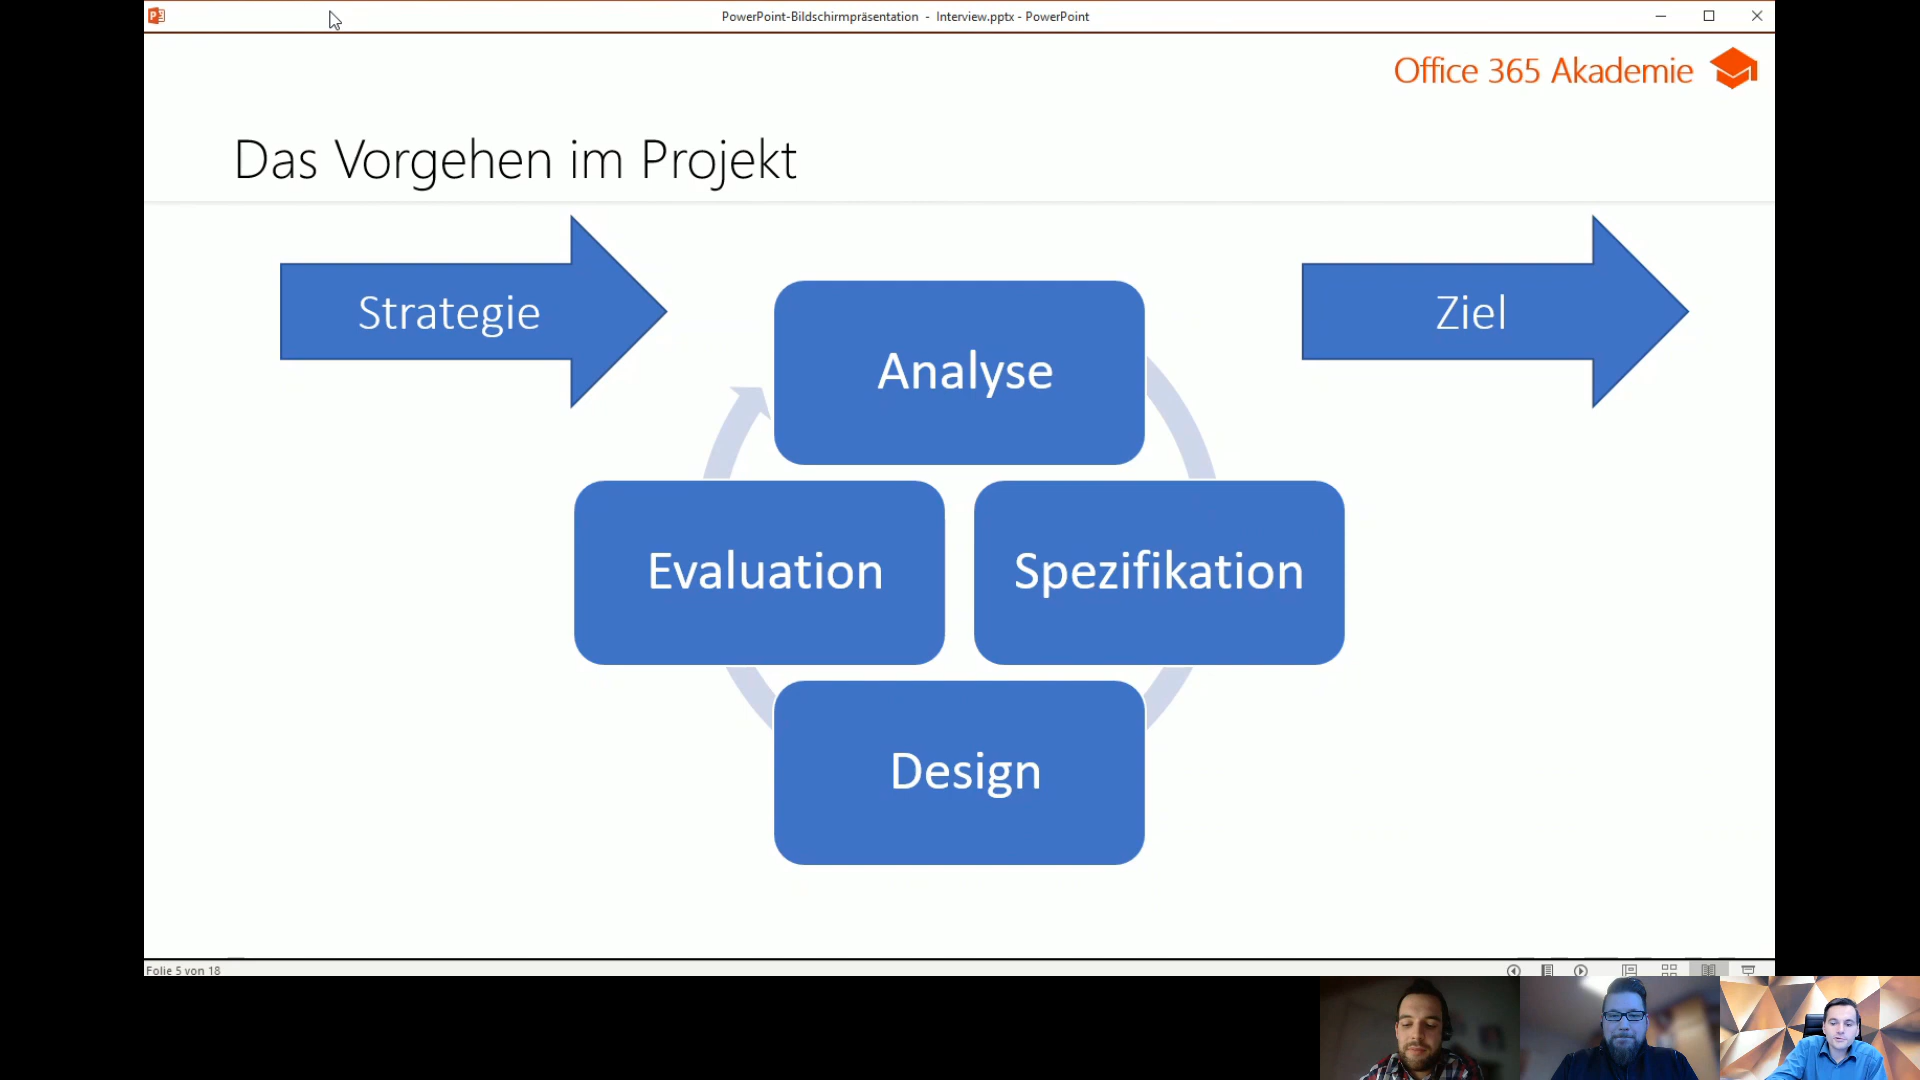 PowerPoint-Bildschirmpräsentation - Interview.pptx - PowerPoint
Office 365 Akademie
Das Vorgehen im Projekt
Strategie
Ziel
Analyse
Evaluation
Spezifikation
Design
Folie 5 von 18